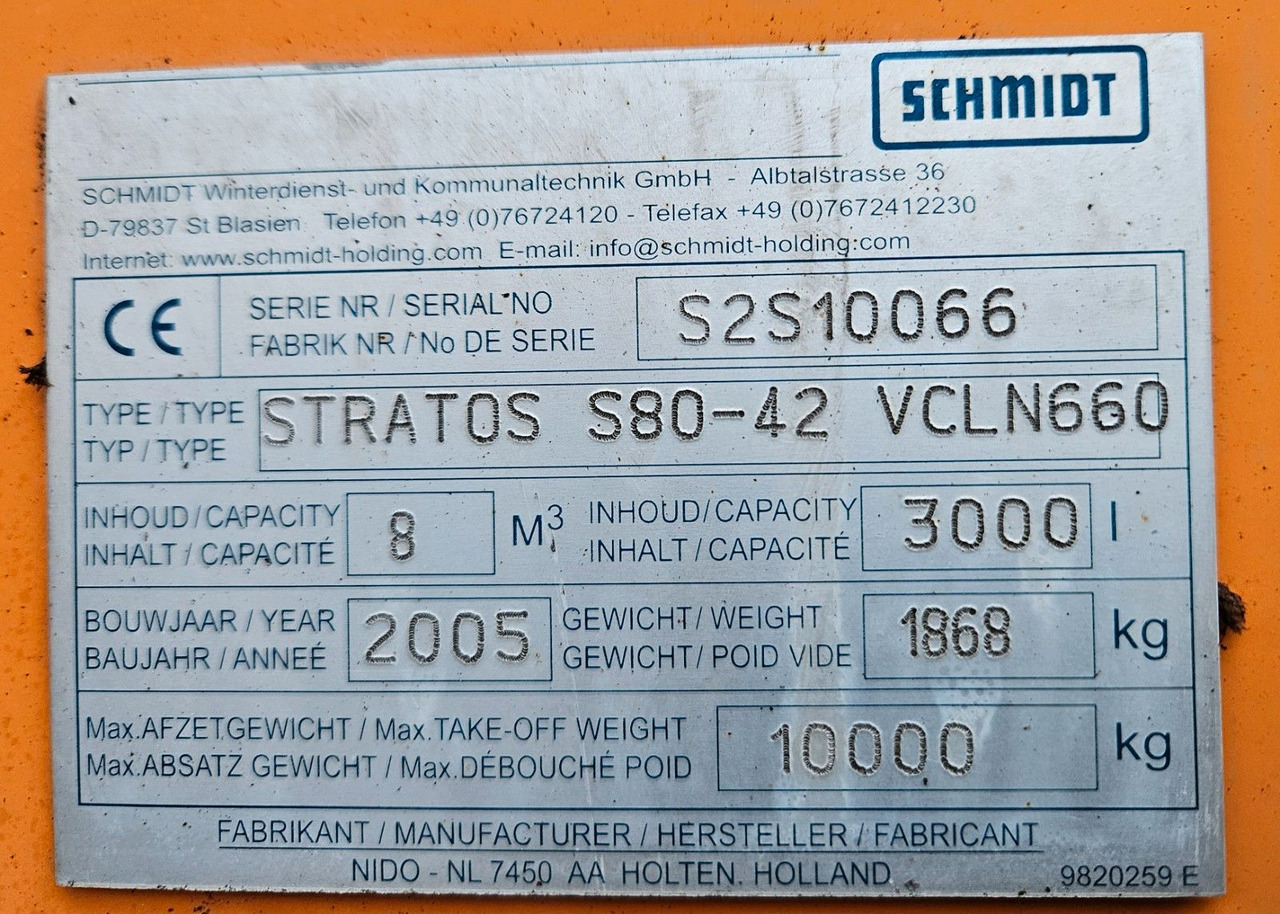 SCHMIDT
SCHMIDT Winterdienst- und Kommunaltechnik GmbH - Albtalstrasse 36
D-79837 St Blasien Telefon +49 (0)76724120 - Telefax +49 (0)7672412230
Internet: www.schmidt-holding.com E-mail: info@schmidt-holding.com
CE
SERIE NR / SERIAL NO
FABRIK NR / No DE SERIE
S2S10066
TYPE / TYPE
TYP / TYPE
STRATOS S80-42 VCLN660
INHOUD / CAPACITY
INHALT / CAPACITÉ
8 M³
INHOUD / CAPACITY
INHALT / CAPACITÉ
3000 l
BOUWJAAR / YEAR
BAUJAHR / ANNEÉ
2005
GEWICHT / WEIGHT
GEWICHT / POID VIDE
1868 kg
Max.AFZETGEWICHT / Max.TAKE-OFF WEIGHT
Max.ABSATZ GEWICHT / Max.DÉBOUCHÉ POID
10000 kg
FABRIKANT / MANUFACTURER / HERSTELLER / FABRICANT
NIDO - NL 7450 AA HOLTEN. HOLLAND
9820259 E